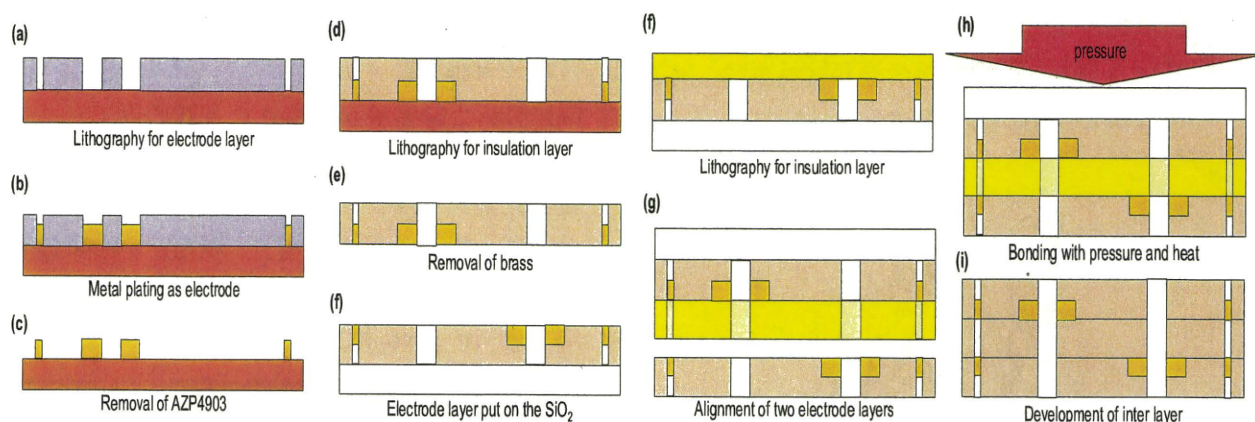 (a)
Lithography for electrode layer
(b)
Metal plating as electrode
(c)
Removal of AZP4903
(d)
Lithography for insulation layer
(e)
Removal of brass
(f)
Electrode layer put on the SiO2
(f)
Lithography for insulation layer
(g)
Alignment of two electrode layers
(h)
pressure
Bonding with pressure and heat
(i)
Development of inter layer